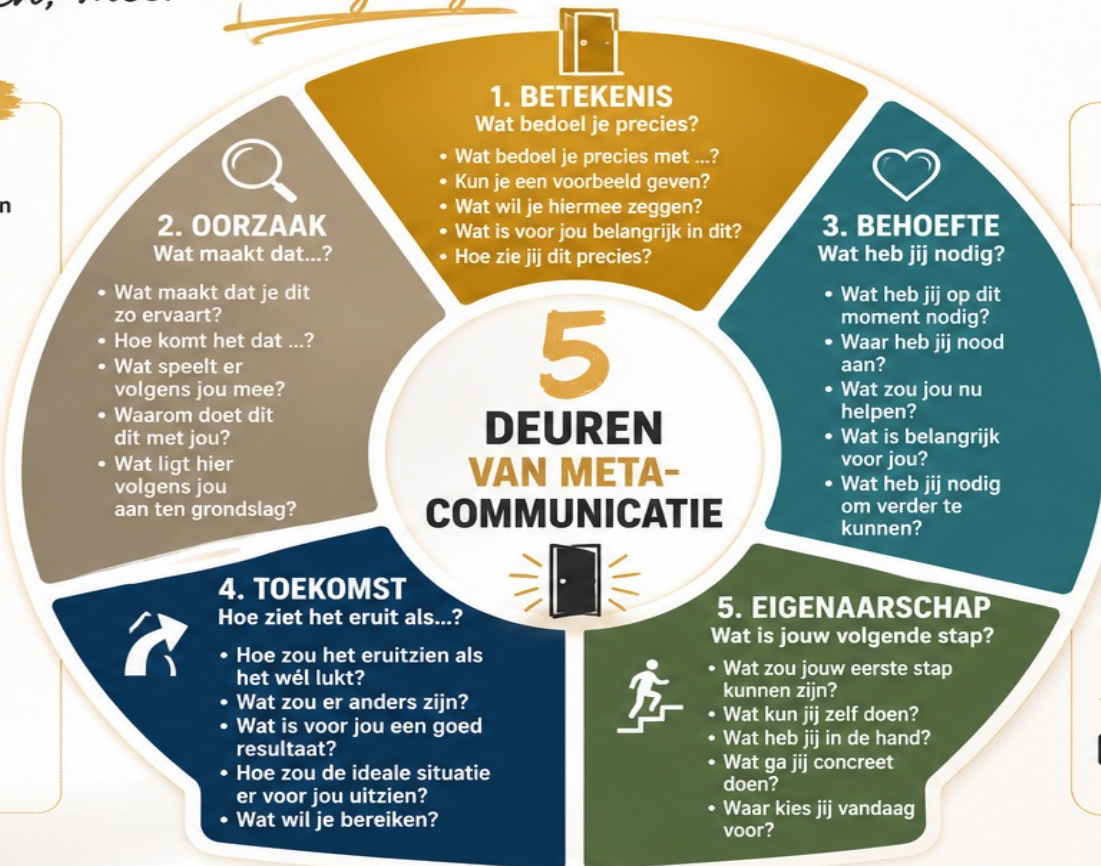 1. BETEKENIS
Wat bedoel je precies?
• Wat bedoel je precies met ...?
• Kun je een voorbeeld geven?
• Wat wil je hiermee zeggen?
• Wat is voor jou belangrijk in dit?
• Hoe zie jij dit precies?
2. OORZAAK
Wat maakt dat...?
• Wat maakt dat je dit
zo ervaart?
• Hoe komt het dat ...?
• Wat speelt er
volgens jou mee?
• Waarom doet dit
dit met jou?
• Wat ligt hier
volgens jou
aan ten grondslag?
3. BEHOEFTE
Wat heb jij nodig?
• Wat heb jij op dit
moment nodig?
• Waar heb jij nood
aan?
• Wat zou jou nu
helpen?
• Wat is belangrijk
voor jou?
• Wat heb jij nodig
om verder te
kunnen?
5
DEUREN
VAN META-
COMMUNICATIE
4. TOEKOMST
Hoe ziet het eruit als...?
• Hoe zou het eruitzien als
het wél lukt?
• Wat zou er anders zijn?
• Wat is voor jou een goed
resultaat?
• Hoe zou de ideale situatie
er voor jou uitzien?
• Wat wil je bereiken?
5. EIGENAARSCHAP
Wat is jouw volgende stap?
• Wat zou jouw eerste stap
kunnen zijn?
• Wat kun jij zelf doen?
• Wat heb jij in de hand?
• Wat ga jij concreet
doen?
• Waar kies jij vandaag
voor?